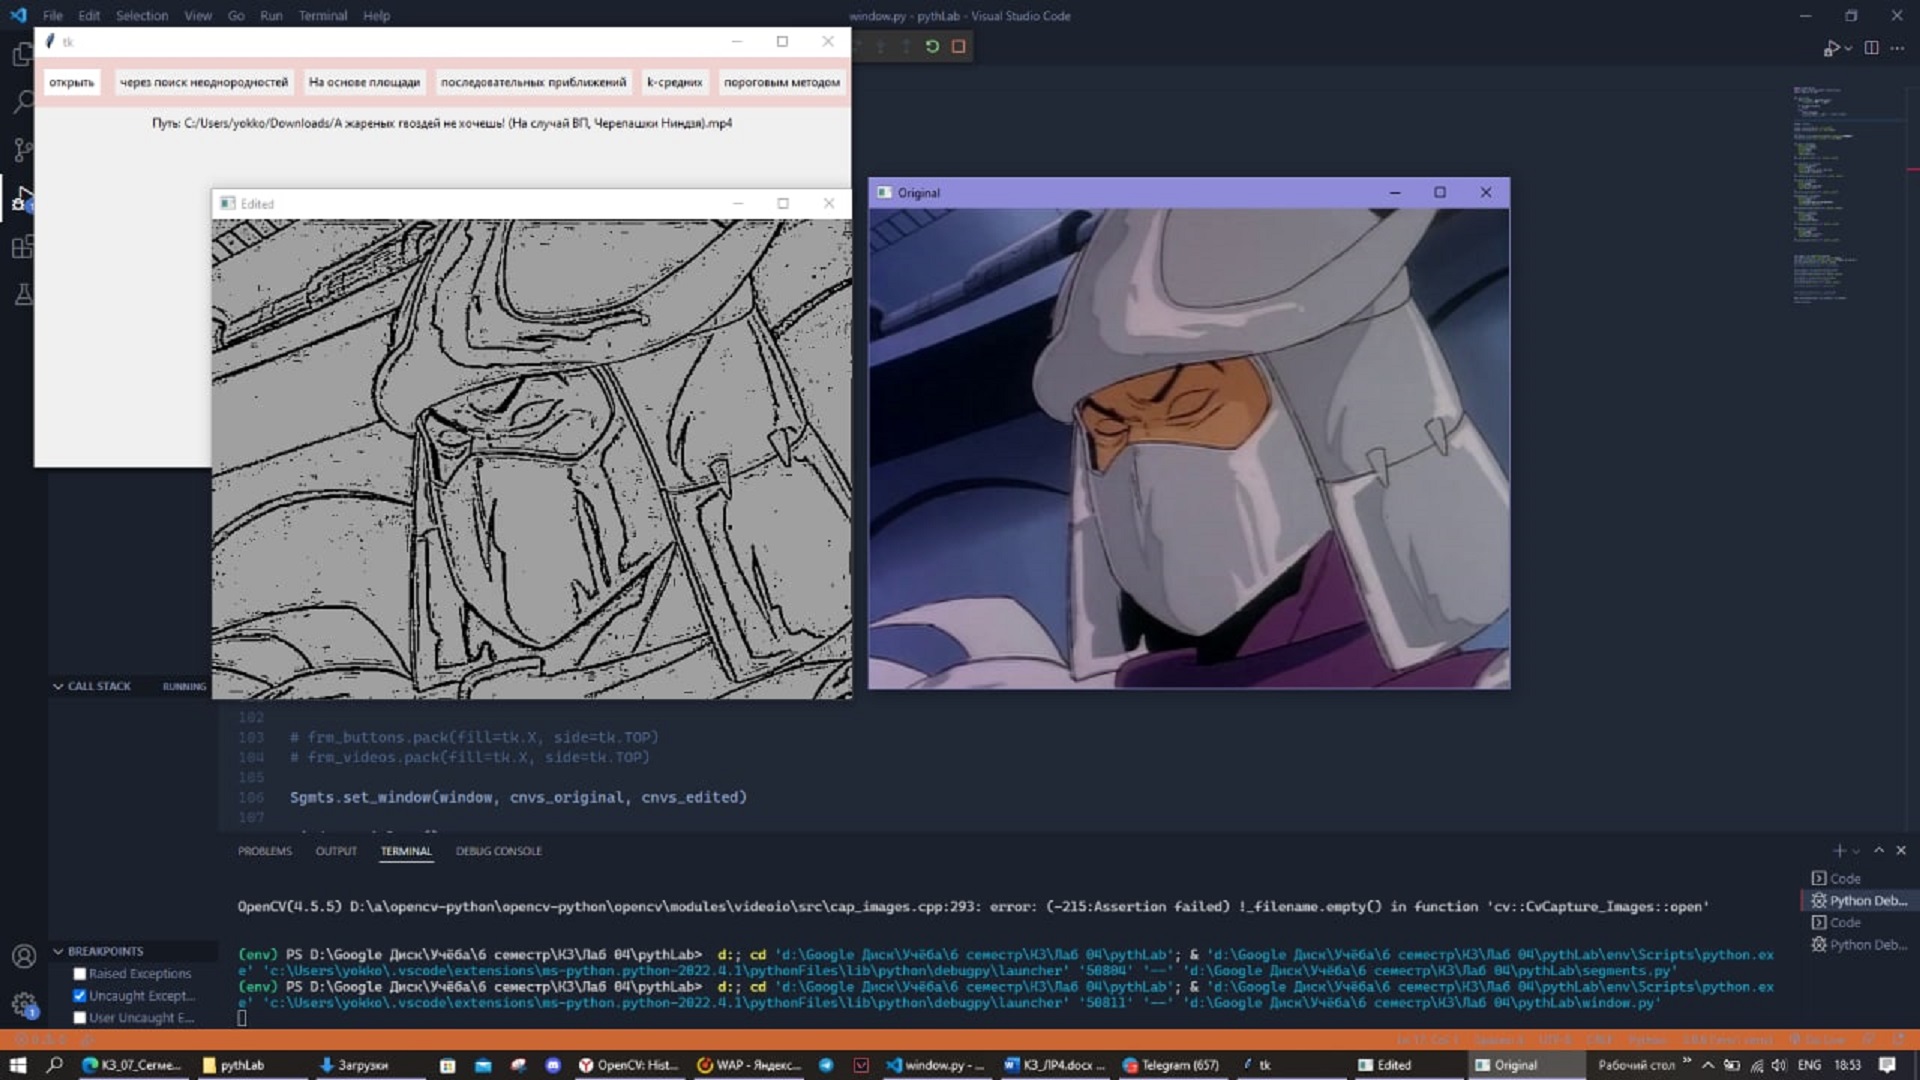 File Edit Selection View Go Run Terminal Help
window.py - pythLab - Visual Studio Code
tk
открыть
через поиск неоднородностей
На основе площади
последовательных приближений
k-средних
пороговым методом
Путь: C:/Users/yokko/Downloads/А жареных гвоздей не хочешь! (На случай ВП, Черепашки Ниндзя).mp4
Edited
Original
CALL STACK
RUNNING
102
103 # frm_buttons.pack(fill=tk.X, side=tk.TOP)
104 # frm_videos.pack(fill=tk.X, side=tk.TOP)
105
106 Sgmts.set_window(window, cnvs_original, cnvs_edited)
107
PROBLEMS OUTPUT TERMINAL DEBUG CONSOLE
Code
Python Deb...
Code
Python Deb...
OpenCV(4.5.5) D:\a\opencv-python\opencv-python\opencv\modules\videoio\src\cap_images.cpp:293: error: (-215:Assertion failed) !_filename.empty() in function 'cv::CvCapture_Images::open'
(env) PS D:\Google Диск\Учёба\6 семестр\КЗ\Лаб 04\pythLab> d:; cd 'd:\Google Диск\Учёба\6 семестр\КЗ\Лаб 04\pythLab'; & 'd:\Google Диск\Учёба\6 семестр\КЗ\Лаб 04\pythLab\env\Scripts\python.ex
e' 'c:\Users\yokko\.vscode\extensions\ms-python.python-2022.4.1\pythonFiles\lib\python\debugpy\launcher' '50804' '--' 'd:\Google Диск\Учёба\6 семестр\КЗ\Лаб 04\pythLab\segments.py'
(env) PS D:\Google Диск\Учёба\6 семестр\КЗ\Лаб 04\pythLab> d:; cd 'd:\Google Диск\Учёба\6 семестр\КЗ\Лаб 04\pythLab'; & 'd:\Google Диск\Учёба\6 семестр\КЗ\Лаб 04\pythLab\env\Scripts\python.ex
e' 'c:\Users\yokko\.vscode\extensions\ms-python.python-2022.4.1\pythonFiles\lib\python\debugpy\launcher' '50811' '--' 'd:\Google Диск\Учёба\6 семестр\КЗ\Лаб 04\pythLab\window.py'
BREAKPOINTS
Raised Exceptions
Uncaught Except...
User Uncaught E...
КЗ_07_Сегме...
pythLab
Загрузки
OpenCV: Hist...
WAP - Яндекс...
window.py - ...
КЗ_ЛР4.docx ...
Telegram (657)
tk
Edited
Original
Рабочий стол
ENG
18:53